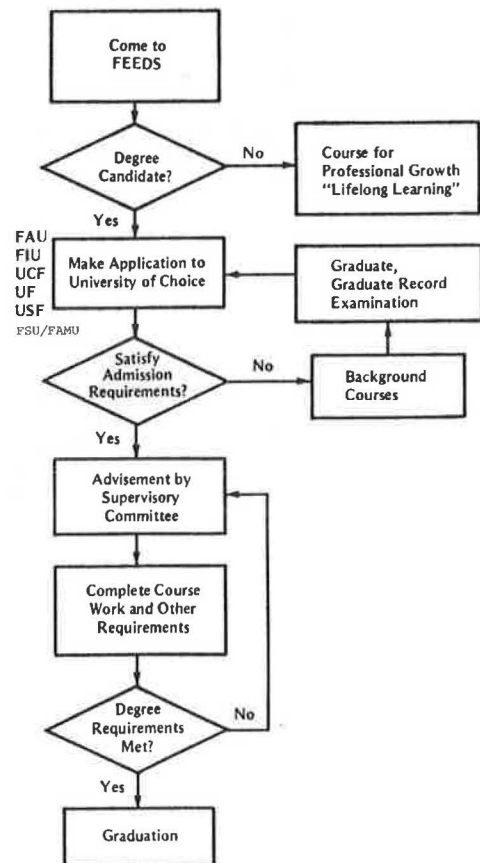 Come to
FEEDS
Degree
Candidate?
No
Course for
Professional Growth
"Lifelong Learning"
Yes
FAU
FIU
UCF
UF
USF
FSU/FAMU
Make Application to
University of Choice
Graduate,
Graduate Record
Examination
Satisfy
Admission
Requirements?
No
Background
Courses
Yes
Advisement by
Supervisory
Committee
Complete Course
Work and Other
Requirements
Degree
Requirements
Met?
No
Yes
Graduation